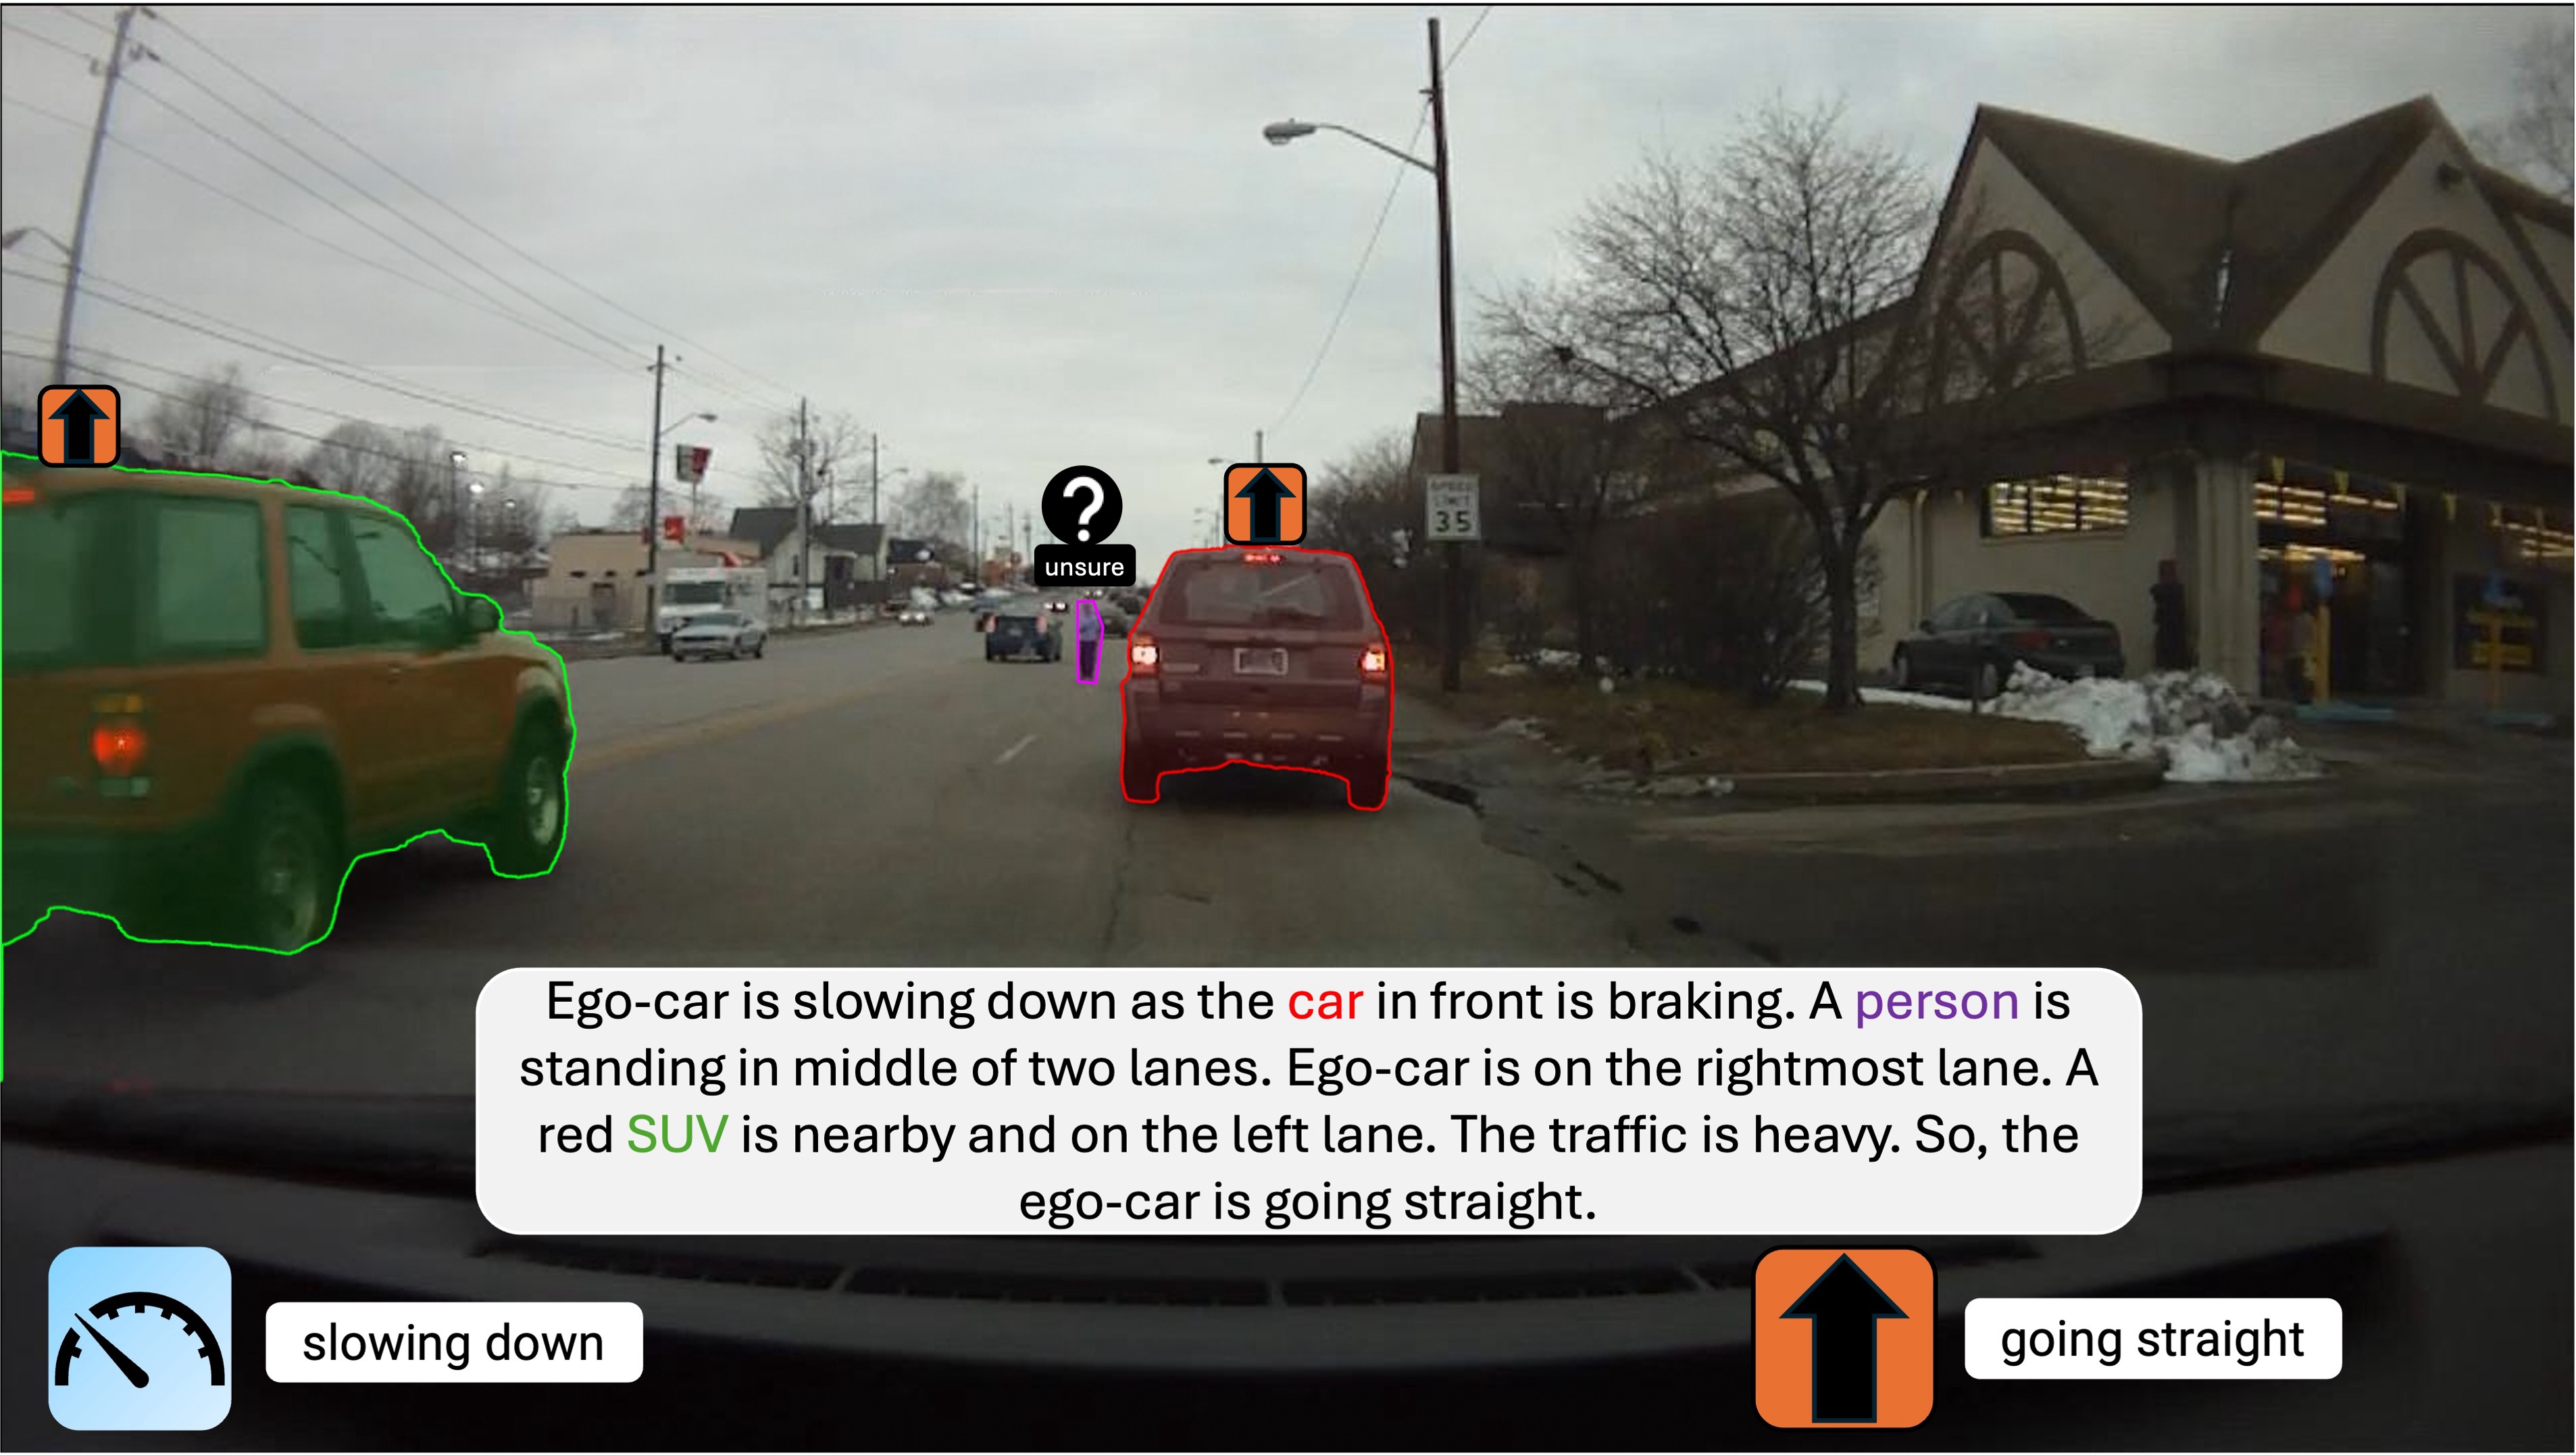 SPEED
LIMIT
35
?
unsure
Ego-car is slowing down as the car in front is braking. A person is
standing in middle of two lanes. Ego-car is on the rightmost lane. A
red SUV is nearby and on the left lane. The traffic is heavy. So, the
ego-car is going straight.
slowing down
going straight